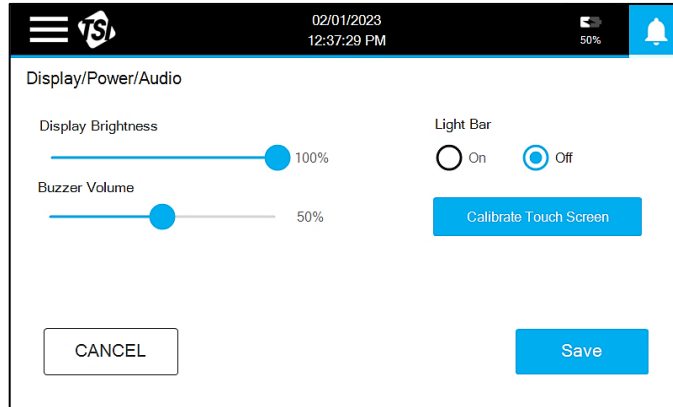 TSI
02/01/2023
12:37:29 PM
50%
Display/Power/Audio
Display Brightness
100%
Buzzer Volume
50%
Light Bar
On
Off
Calibrate Touch Screen
CANCEL
Save